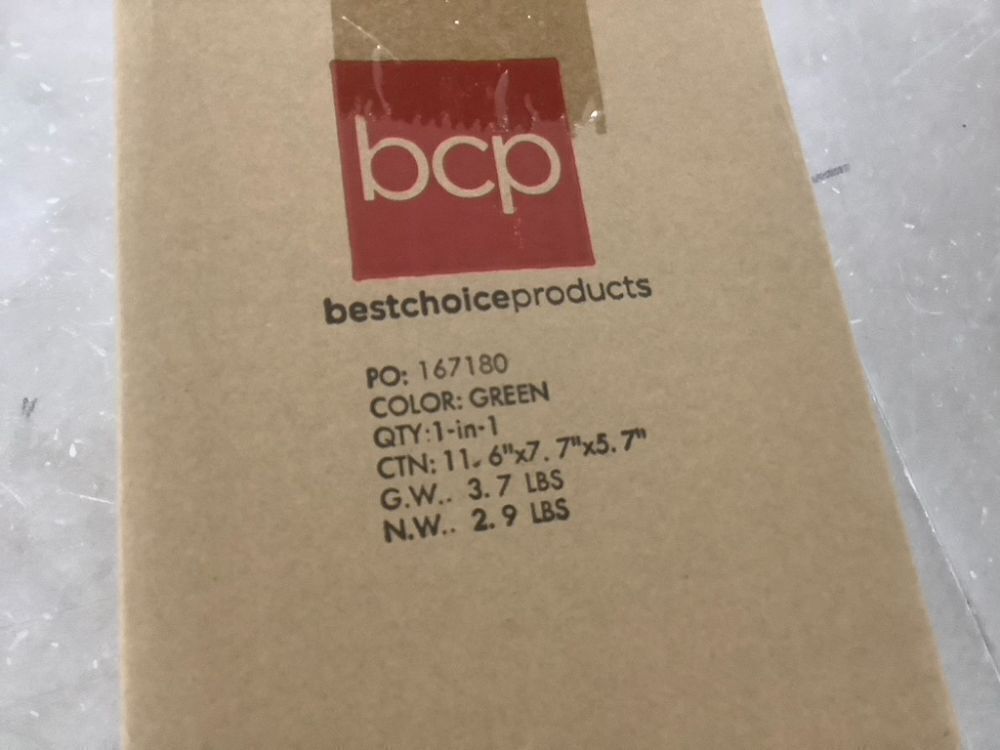 bcp
bestchoiceproducts
PO: 167180
COLOR: GREEN
QTY:1-in-1
CTN: 11. 6"x7. 7"x5. 7"
G.W.. 3. 7 LBS
N.W.. 2. 9 LBS